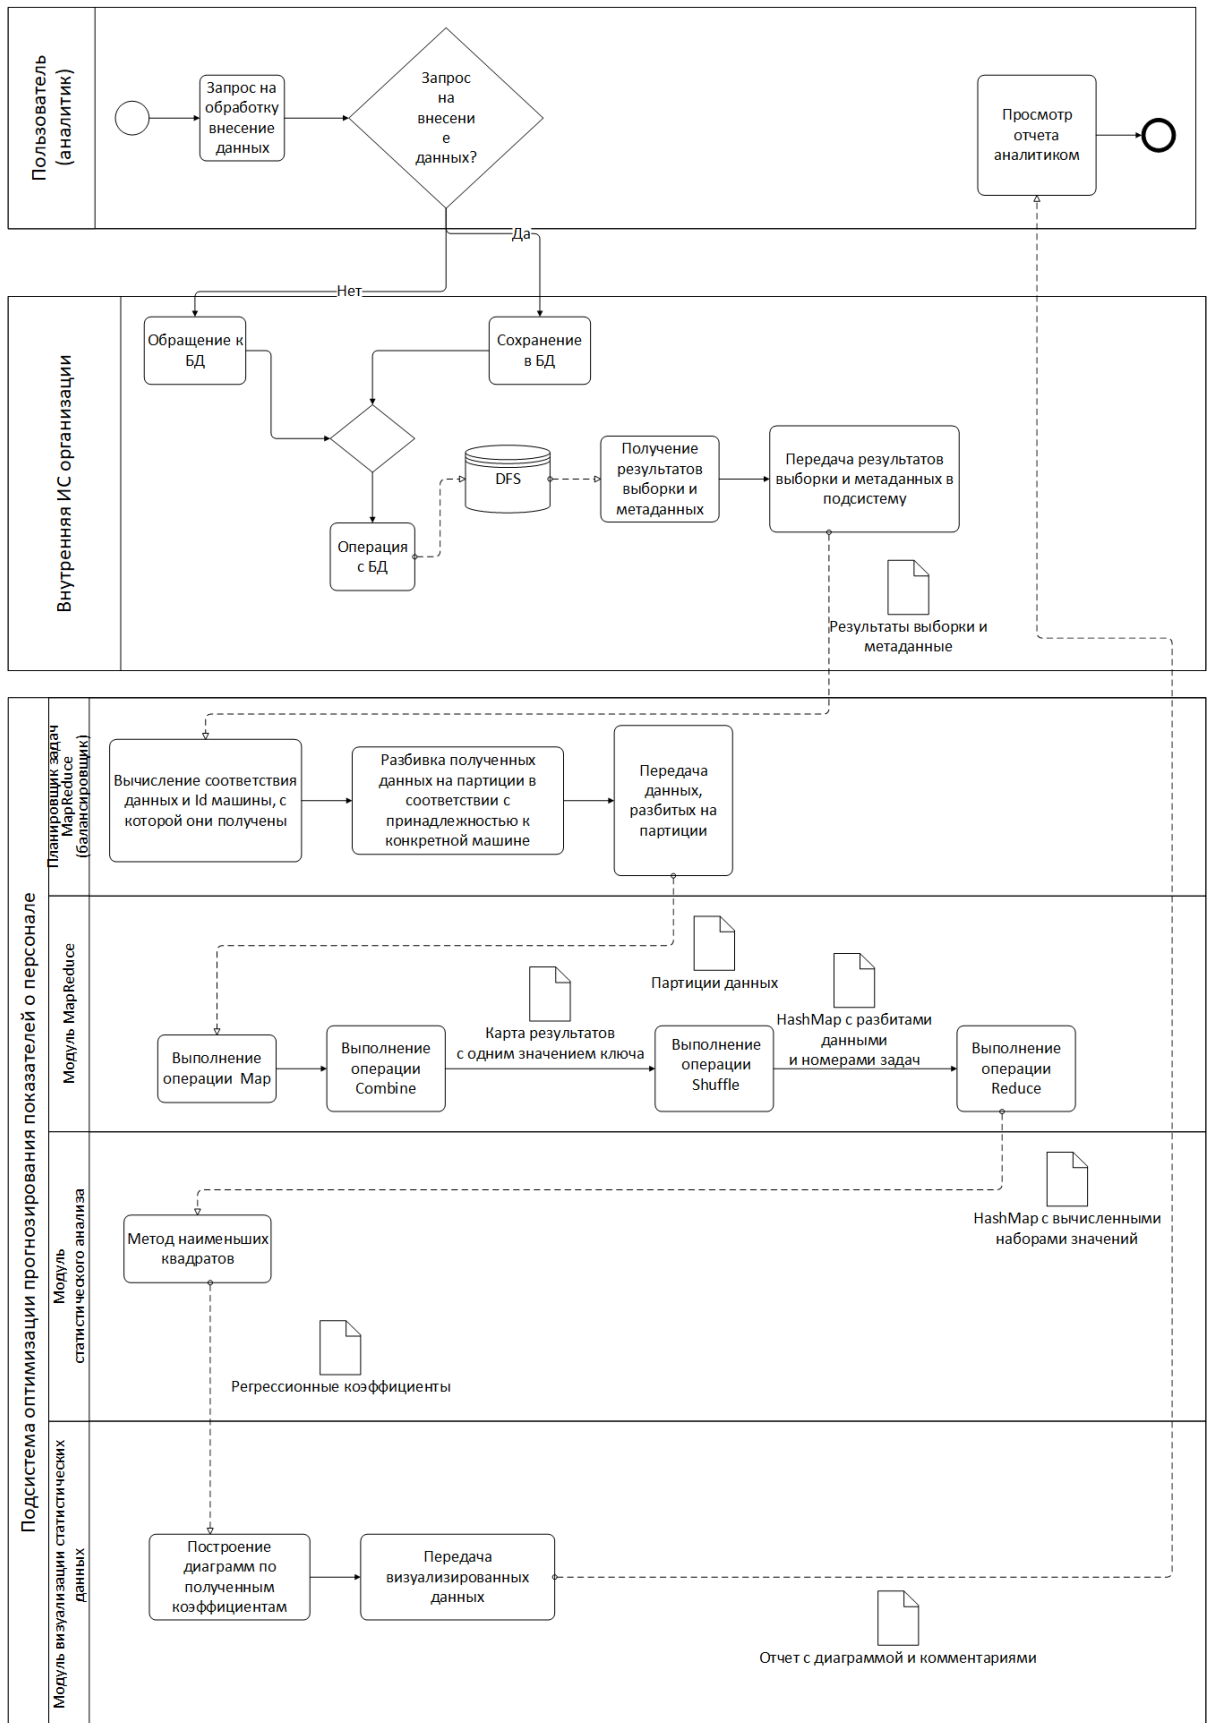 Пользователь
(аналитик)
Запрос на
обработку
внесение
данных
Запрос
на
внесени
е
данных?
Просмотр
отчета
аналитиком
Да
Нет
Внутренняя ИС организации
Обращение к
БД
Сохранение
в БД
Операция
с БД
DFS
Получение
результатов
выборки и
метаданных
Передача результатов
выборки и метаданных в
подсистему
Результаты выборки и
метаданные
Подсистема оптимизации прогнозирования показателей о персонале
Планировщик задач
MapReduce
(балансировщик)
Вычисление соответствия
данных и Id машины, с
которой они получены
Разбивка полученных
данных на партиции в
соответствии с
принадлежностью к
конкретной машине
Передача
данных,
разбитых на
партиции
Модуль MapReduce
Партиции данных
Выполнение
операции Map
Выполнение
операции
Combine
Карта результатов
с одним значением ключа
Выполнение
операции
Shuffle
HashMap с разбитами
данными
и номерами задач
Выполнение
операции
Reduce
Модуль
статистического анализа
Метод наименьших
квадратов
HashMap с вычисленными
наборами значений
Регрессионные коэффициенты
Модуль визуализации статистических
данных
Построение
диаграмм по
полученным
коэффициентам
Передача
визуализированных
данных
Отчет с диаграммой и комментариями